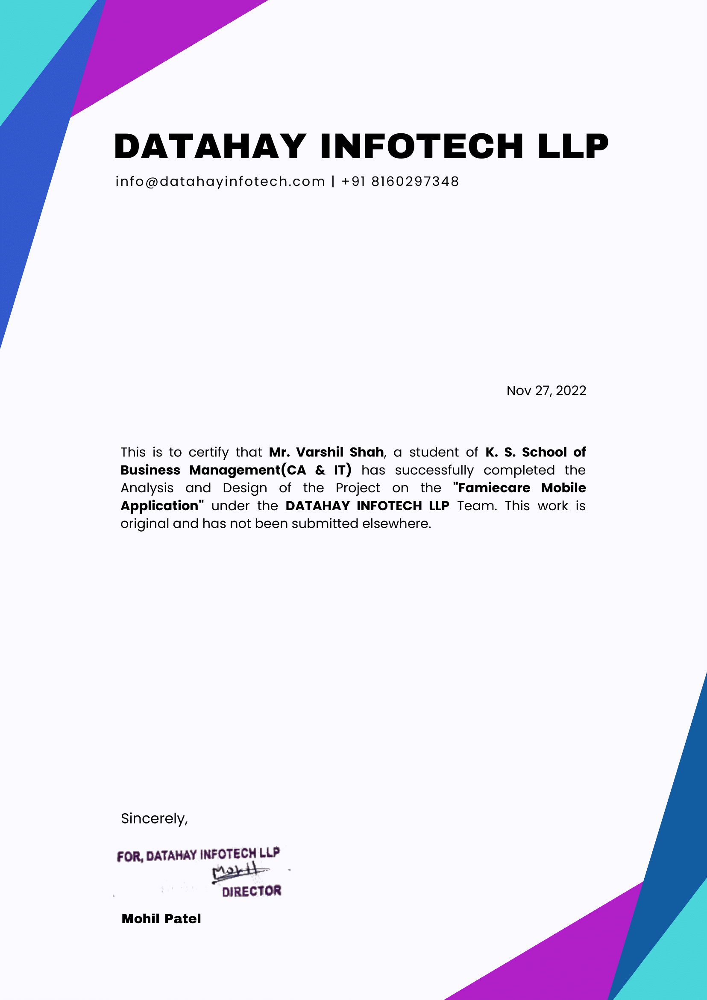 DATAHAY INFOTECH LLP
info@datahayinfotech.com | +91 8160297348
Nov 27, 2022
This is to certify that Mr. Varshil Shah, a student of K. S. School of
Business Management(CA & IT) has successfully completed the
Analysis and Design of the Project on the "Famiecare Mobile
Application" under the DATAHAY INFOTECH LLP Team. This work is
original and has not been submitted elsewhere.
Sincerely,
FOR, DATAHAY INFOTECH LLP
Mohil
DIRECTOR
Mohil Patel